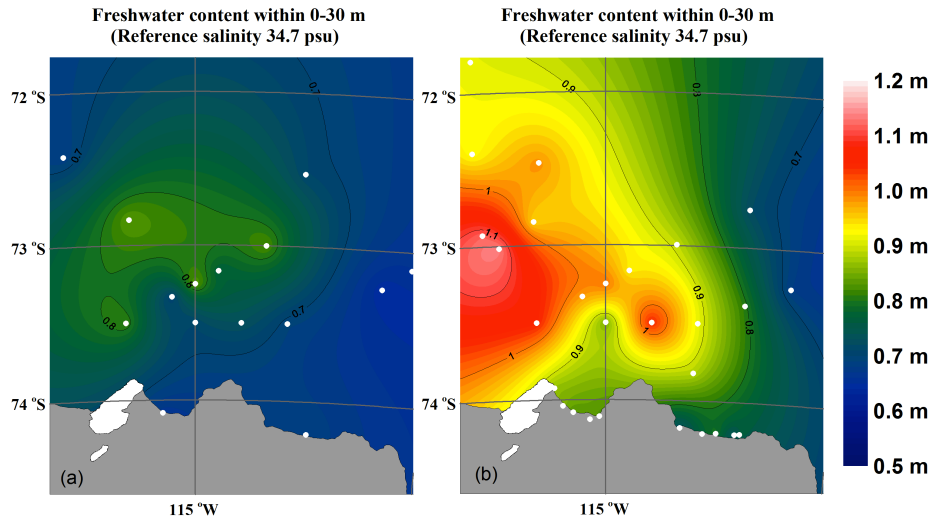 Freshwater content within 0-30 m
(Reference salinity 34.7 psu)
Freshwater content within 0-30 m
(Reference salinity 34.7 psu)
72 °S
73 °S
74 °S
0.7
0.7
0.8
0.8
0.7
(a)
115 °W
72 °S
73 °S
74 °S
0.9
0.8
0.7
1
1.1
0.9
1
0.8
1
0.9
(b)
115 °W
1.2 m
1.1 m
1.0 m
0.9 m
0.8 m
0.7 m
0.6 m
0.5 m